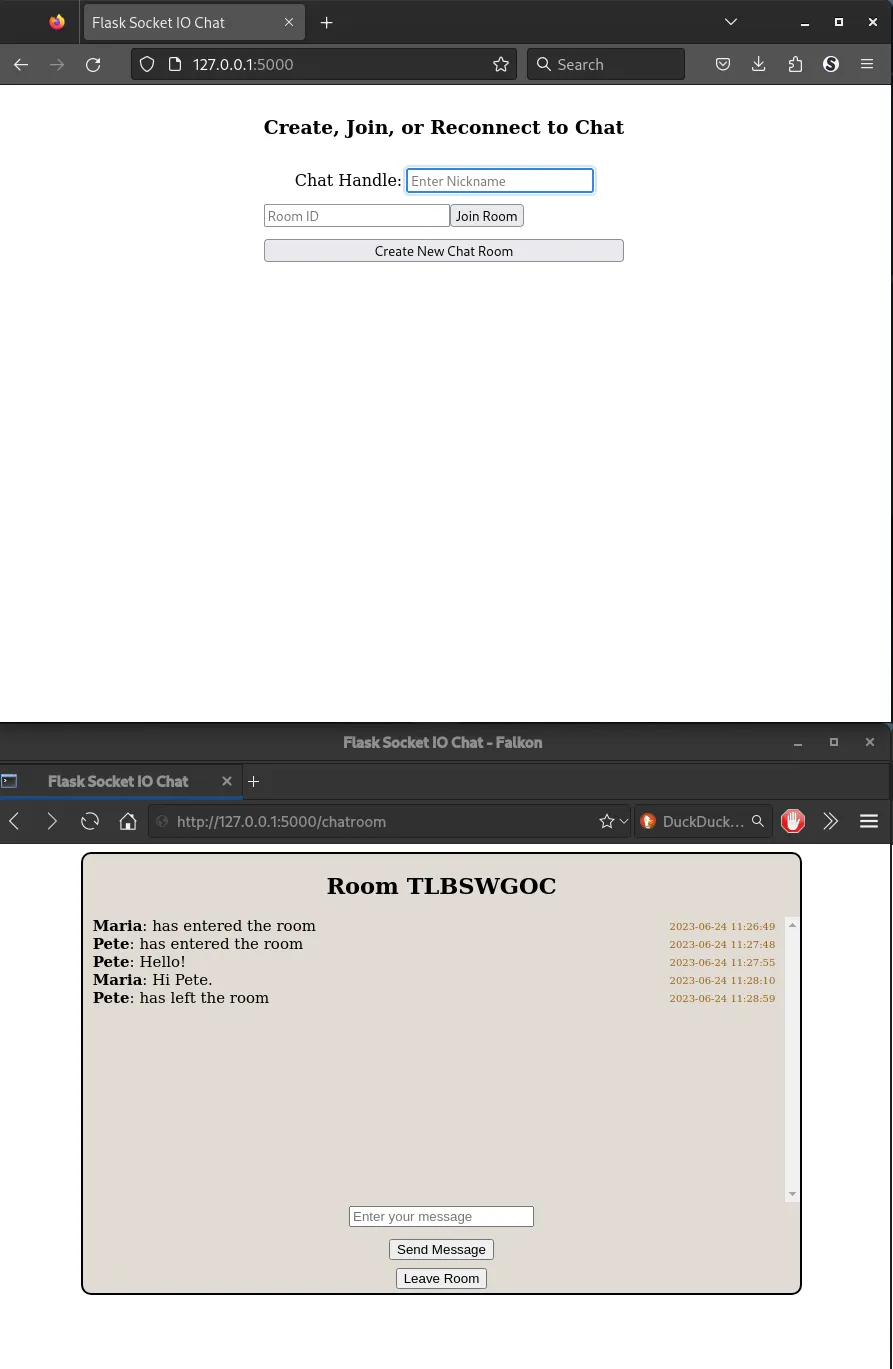 Flask Socket IO Chat
127.0.0.1:5000
Search
Create, Join, or Reconnect to Chat
Chat Handle: Enter Nickname
Room ID Join Room
Create New Chat Room
Flask Socket IO Chat - Falkon
Flask Socket IO Chat
http://127.0.0.1:5000/chatroom DuckDuck...
Room TLBSWGOC
Maria: has entered the room 2023-06-24 11:26:49
Pete: has entered the room 2023-06-24 11:27:48
Pete: Hello! 2023-06-24 11:27:55
Maria: Hi Pete. 2023-06-24 11:28:10
Pete: has left the room 2023-06-24 11:28:59
Enter your message
Send Message
Leave Room